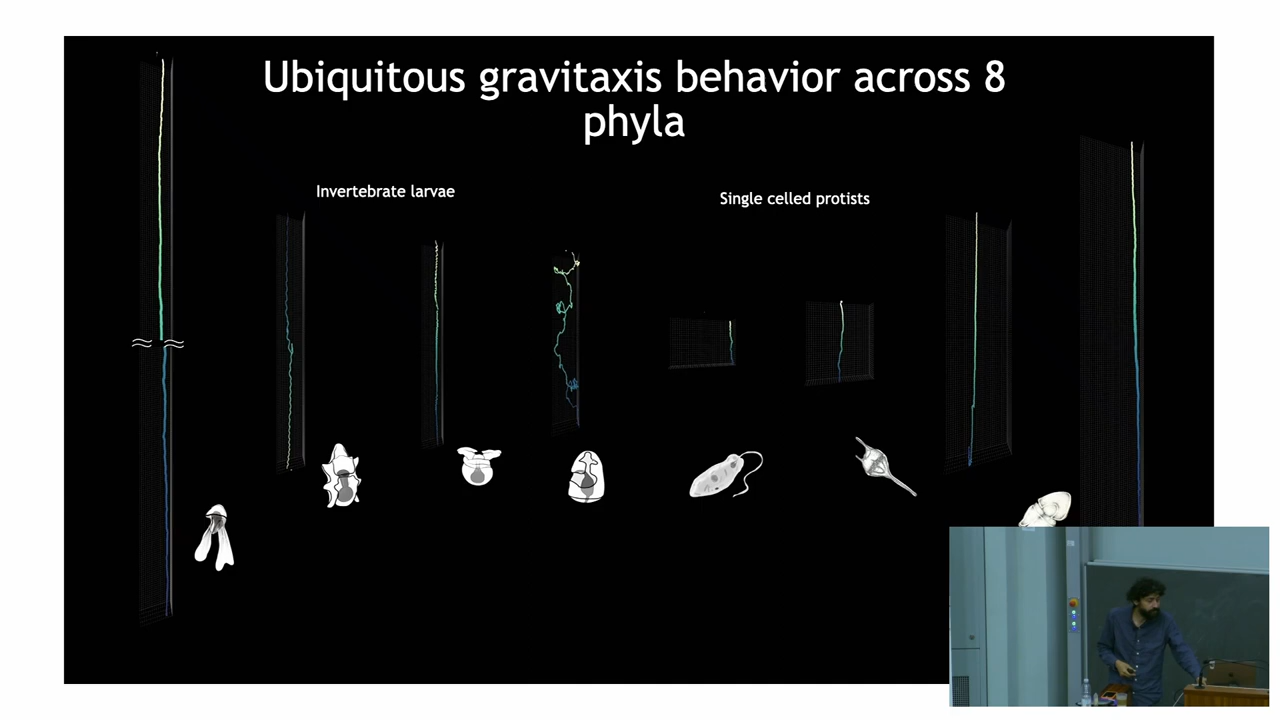 Ubiquitous gravitaxis behavior across 8
phyla
Invertebrate larvae
Single celled protists